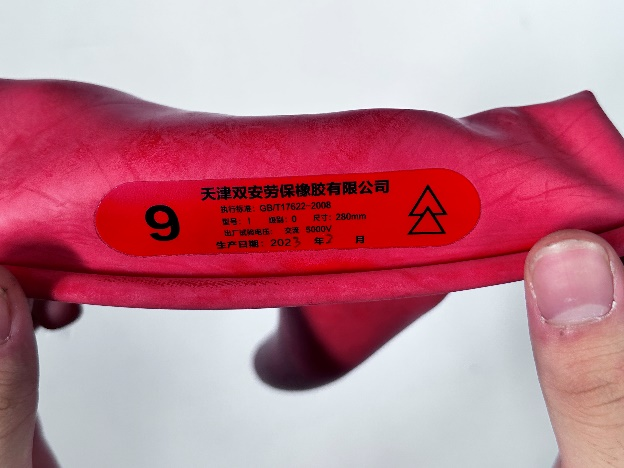 天津双安劳保橡胶有限公司
执行标准：GB/T17622-2008
9
型号：I 级别：0 尺寸：280mm
出厂试验电压：交流 5000V
生产日期：2023 年 2 月